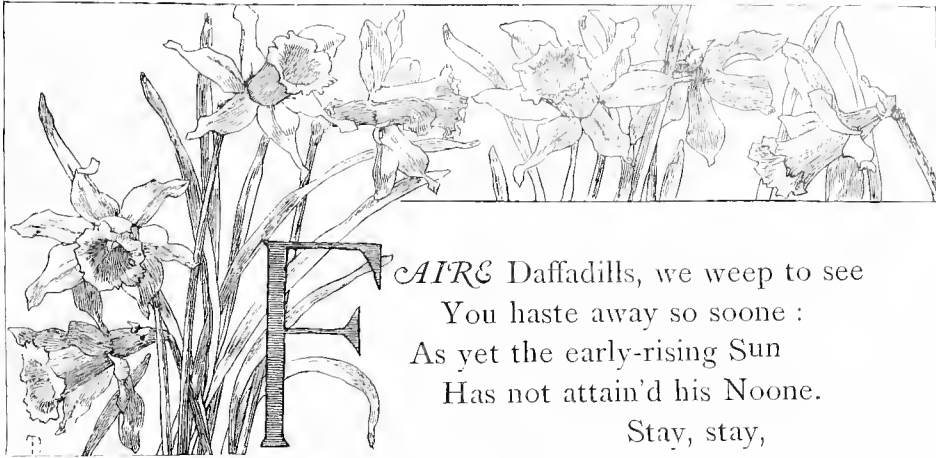 FAIRE Daffadills, we weep to see
You haste away so soone :
As yet the early-rising Sun
Has not attain'd his Noone.
Stay, stay,